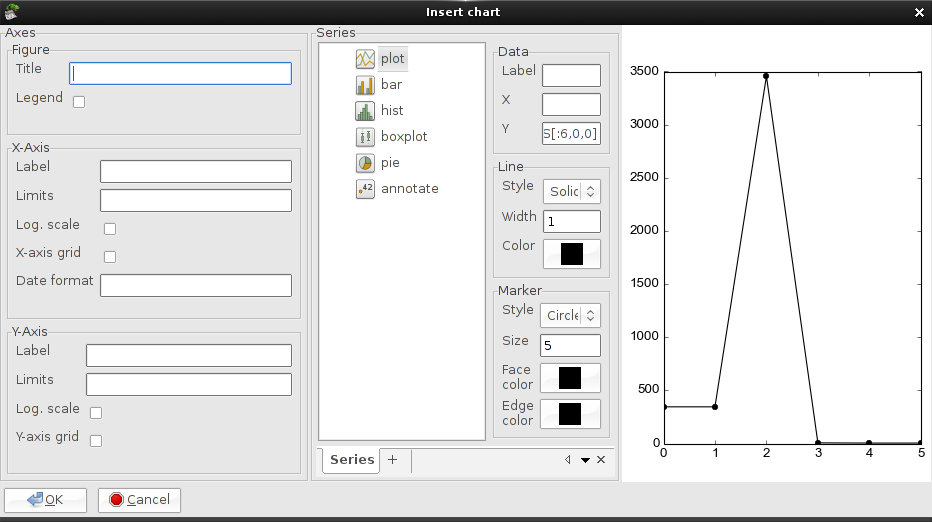 Insert chart
Axes
Figure
Title
Legend
X-Axis
Label
Limits
Log. scale
X-axis grid
Date format
Y-Axis
Label
Limits
Log. scale
Y-axis grid
OK
Cancel
Series
plot
bar
hist
boxplot
pie
42
annotate
Series +
Data
Label
X
Y S[:6,0,0]
Line
Style Solic
Width 1
Color
Marker
Style Circle
Size 5
Face
color
Edge
color
3500
3000
2500
2000
1500
1000
500
0
0 1 2 3 4 5